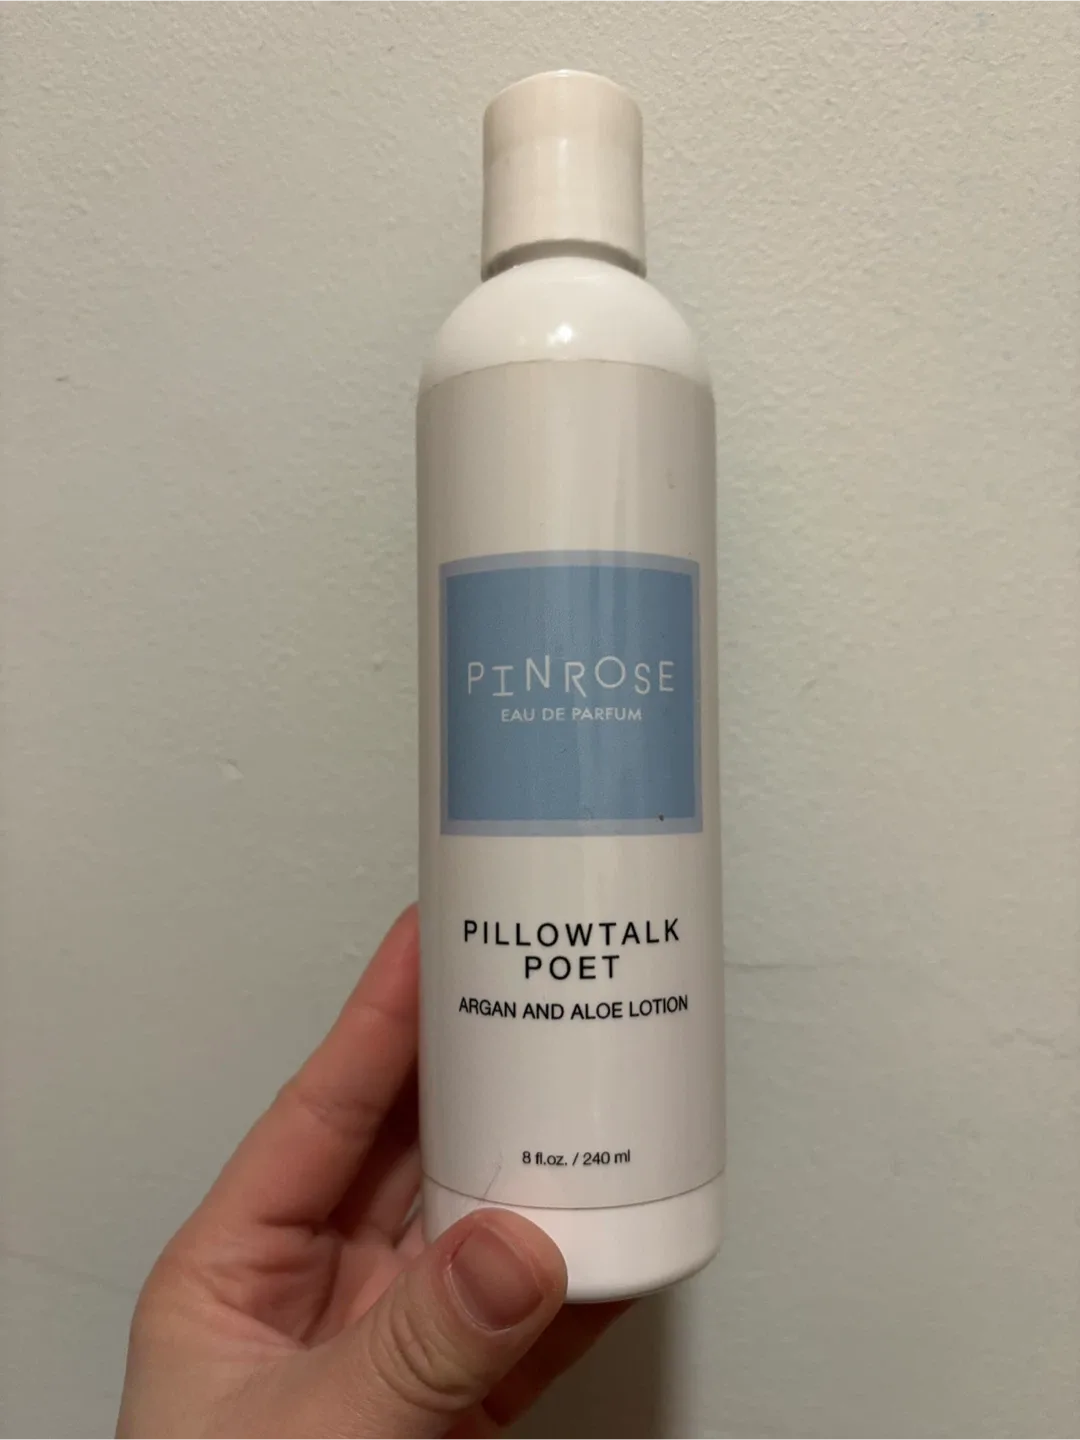 PINROSE
EAU DE PARFUM
PILLOWTALK
POET
ARGAN AND ALOE LOTION
8 fl.oz. / 240 ml